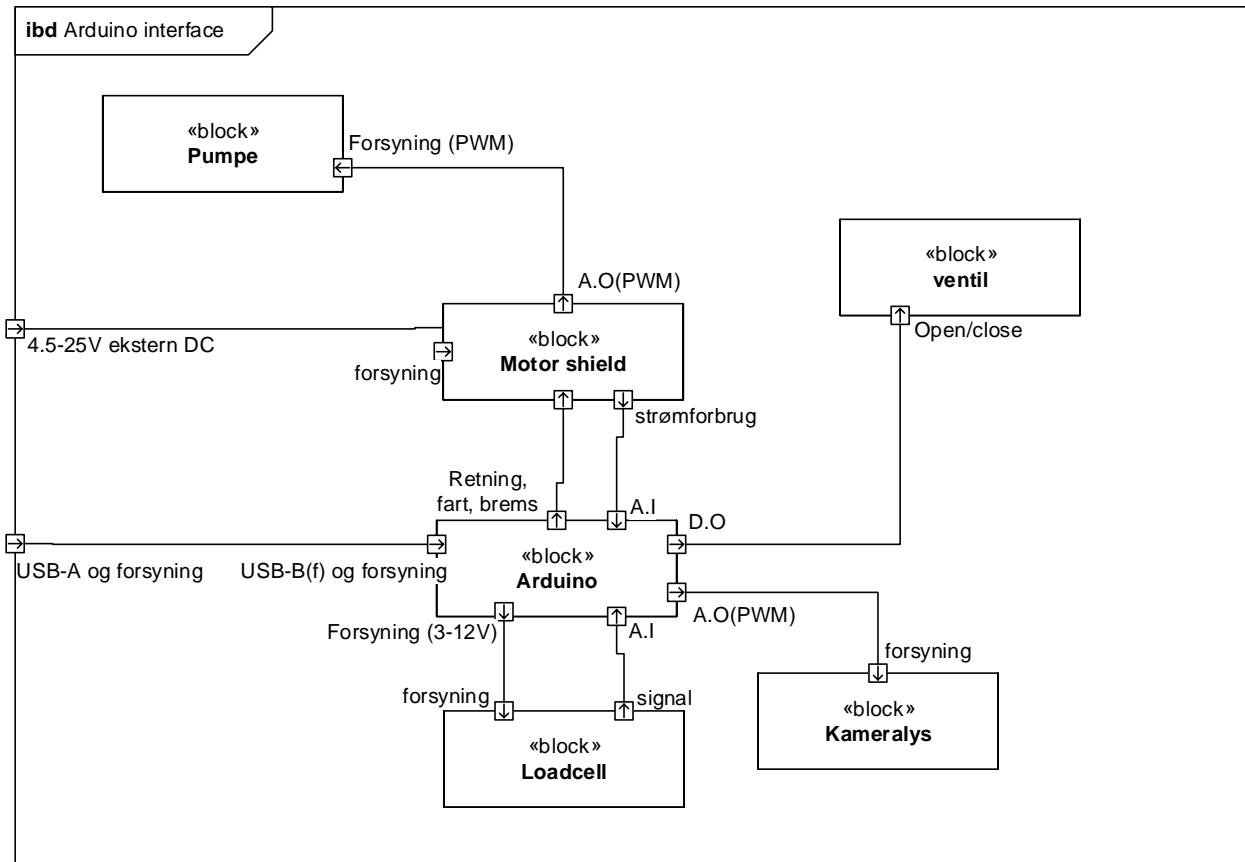 ibd Arduino interface
«block»
Pumpe
Forsyning (PWM)
«block»
ventil
Open/close
A.O(PWM)
4.5-25V ekstern DC
«block»
Motor shield
forsyning
strømforbrug
Retning,
fart, brems
A.I
D.O
USB-A og forsyning
USB-B(f) og forsyning
«block»
Arduino
A.O(PWM)
Forsyning (3-12V)
A.I
forsyning
forsyning
signal
«block»
Kameralys
«block»
Loadcell